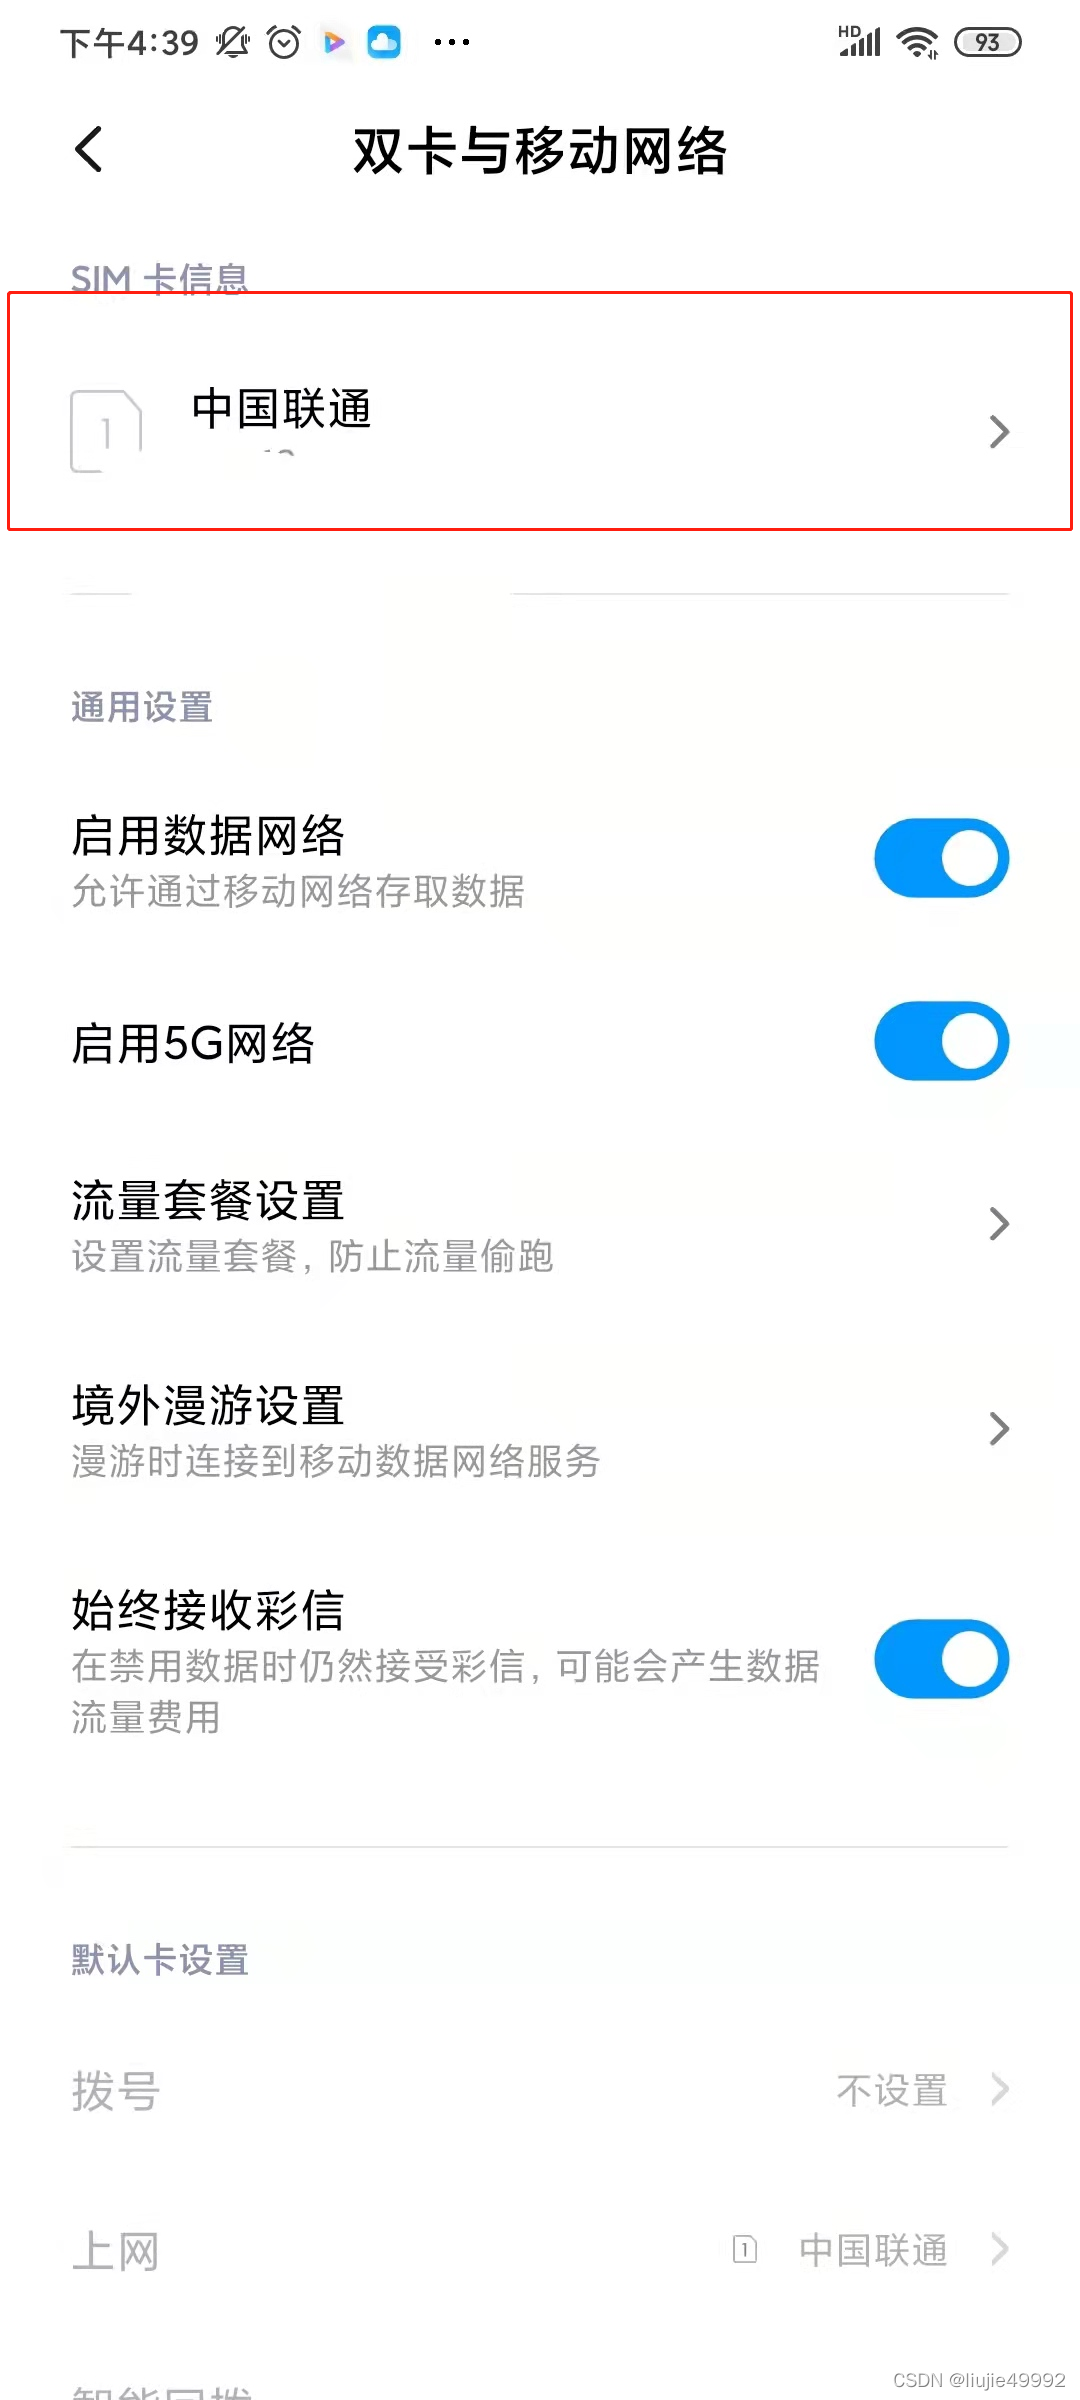 下午4:39
HD
93
双卡与移动网络
SIM 卡信息
1
中国联通
通用设置
启用数据网络
允许通过移动网络存取数据
启用5G网络
流量套餐设置
设置流量套餐，防止流量偷跑
境外漫游设置
漫游时连接到移动数据网络服务
始终接收彩信
在禁用数据时仍然接受彩信，可能会产生数据
流量费用
默认卡设置
拨号
不设置
上网
1 中国联通
CSDN @liujie49992